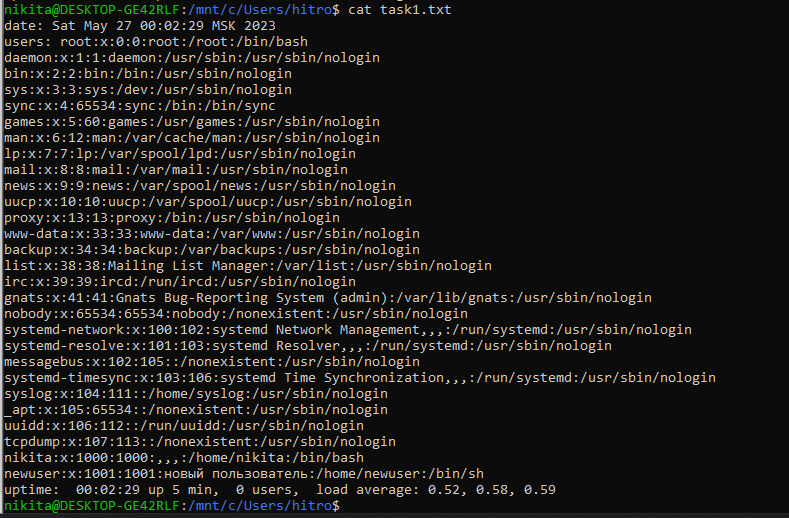 nikita@DESKTOP-GE42RLF:/mnt/c/Users/hitro$ cat task1.txt
date: Sat May 27 00:02:29 MSK 2023
users: root:x:0:0:root:/root:/bin/bash
daemon:x:1:1:daemon:/usr/sbin:/usr/sbin/nologin
bin:x:2:2:bin:/bin:/usr/sbin/nologin
sys:x:3:3:sys:/dev:/usr/sbin/nologin
sync:x:4:65534:sync:/bin:/bin/sync
games:x:5:60:games:/usr/games:/usr/sbin/nologin
man:x:6:12:man:/var/cache/man:/usr/sbin/nologin
lp:x:7:7:lp:/var/spool/lpd:/usr/sbin/nologin
mail:x:8:8:mail:/var/mail:/usr/sbin/nologin
news:x:9:9:news:/var/spool/news:/usr/sbin/nologin
uucp:x:10:10:uucp:/var/spool/uucp:/usr/sbin/nologin
proxy:x:13:13:proxy:/bin:/usr/sbin/nologin
www-data:x:33:33:www-data:/var/www:/usr/sbin/nologin
backup:x:34:34:backup:/var/backups:/usr/sbin/nologin
list:x:38:38:Mailing List Manager:/var/list:/usr/sbin/nologin
irc:x:39:39:ircd:/run/ircd:/usr/sbin/nologin
gnats:x:41:41:Gnats Bug-Reporting System (admin):/var/lib/gnats:/usr/sbin/nologin
nobody:x:65534:65534:nobody:/nonexistent:/usr/sbin/nologin
systemd-network:x:100:102:systemd Network Management,,,:/run/systemd:/usr/sbin/nologin
systemd-resolve:x:101:103:systemd Resolver,,,:/run/systemd:/usr/sbin/nologin
messagebus:x:102:105::/nonexistent:/usr/sbin/nologin
systemd-timesync:x:103:106:systemd Time Synchronization,,,:/run/systemd:/usr/sbin/nologin
syslog:x:104:111::/home/syslog:/usr/sbin/nologin
_apt:x:105:65534::/nonexistent:/usr/sbin/nologin
uuidd:x:106:112::/run/uuidd:/usr/sbin/nologin
tcpdump:x:107:113::/nonexistent:/usr/sbin/nologin
nikita:x:1000:1000:,,,:/home/nikita:/bin/bash
newuser:x:1001:1001:новый пользователь:/home/newuser:/bin/sh
uptime:  00:02:29 up 5 min,  0 users,  load average: 0.52, 0.58, 0.59
nikita@DESKTOP-GE42RLF:/mnt/c/Users/hitro$